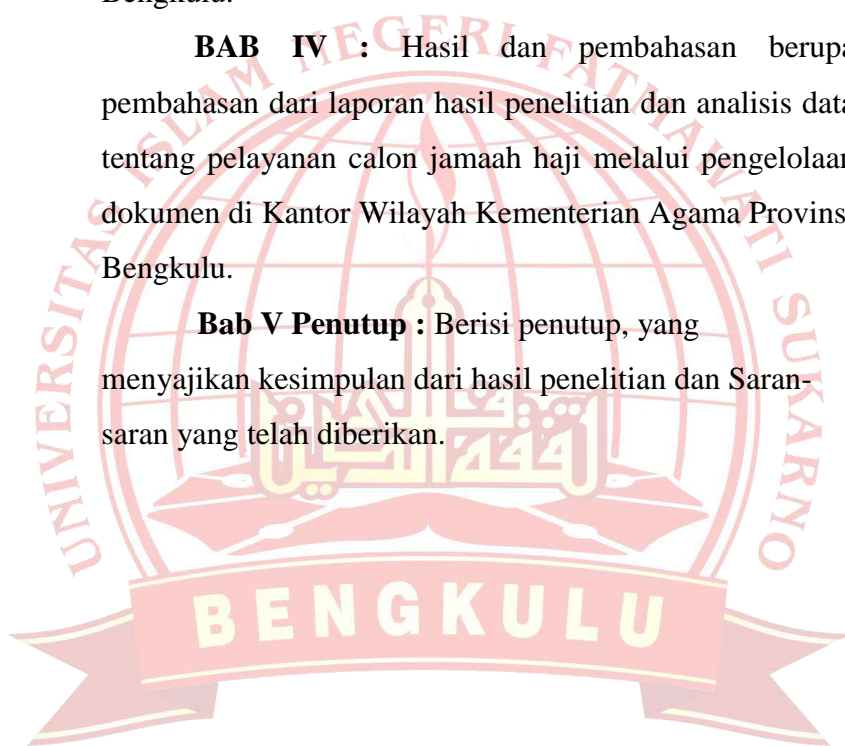 Bengkulu.
BAB IV : Hasil dan pembahasan berupa
pembahasan dari laporan hasil penelitian dan analisis data
tentang pelayanan calon jamaah haji melalui pengelolaan
dokumen di Kantor Wilayah Kementerian Agama Provins
Bengkulu.
Bab V Penutup : Berisi penutup, yang
menyajikan kesimpulan dari hasil penelitian dan Saran-
saran yang telah diberikan.
UNIVERSITAS ISLAM NEGERI FATMAWATI SUKARNO
BENGKULU